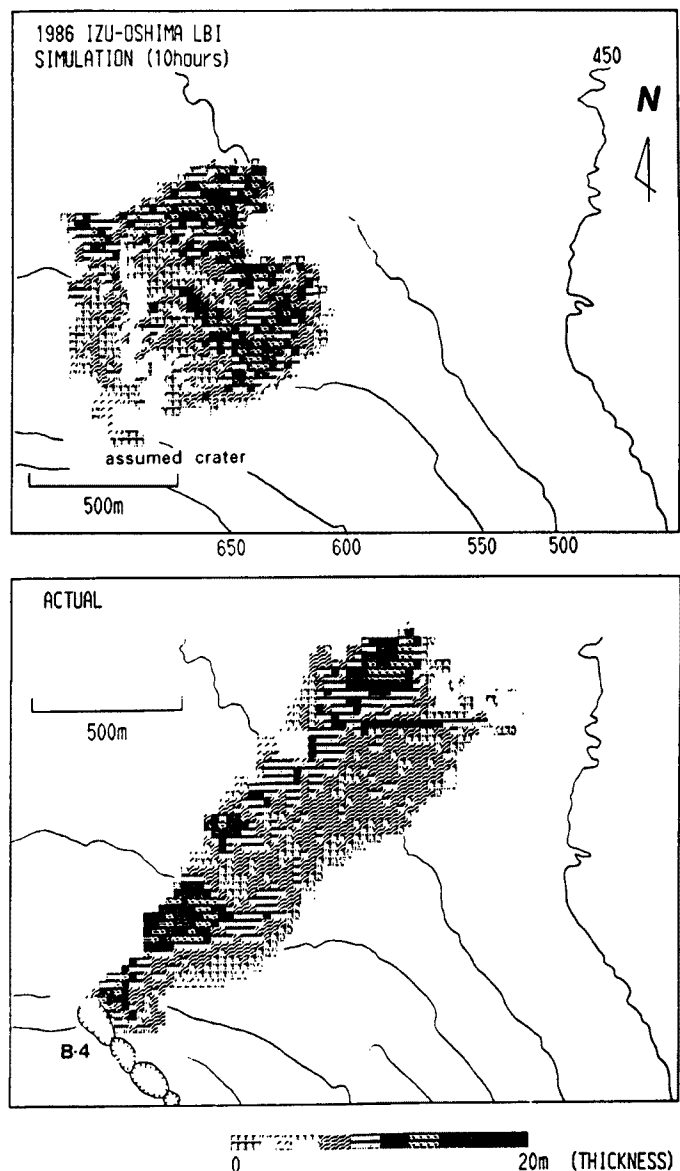 1986 IZU-OSHIMA LBI
SIMULATION (10hours)
450
N
assumed crater
500m
650 600 550 500
ACTUAL
500m
B-4
0 20m (THICKNESS)